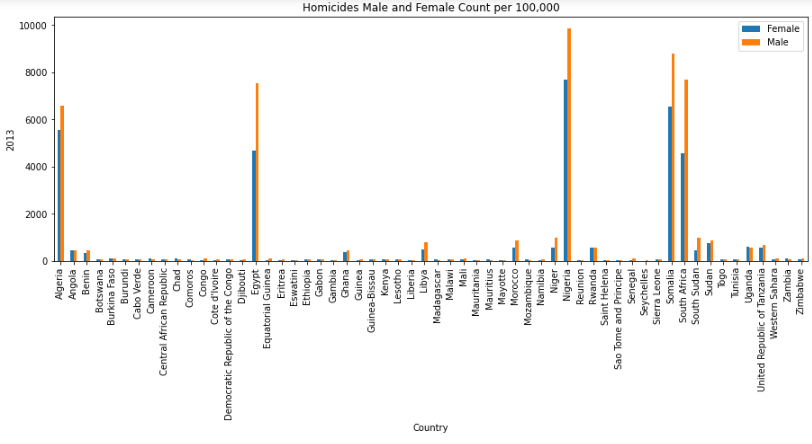 Homicides Male and Female Count per 100,000
Female
Male
10000
8000
6000
4000
2000
0
2013
Algeria
Angola
Benin
Botswana
Burkina Faso
Burundi
Cabo Verde
Cameroon
Central African Republic
Chad
Comoros
Congo
Cote d'Ivoire
Democratic Republic of the Congo
Djibouti
Egypt
Equatorial Guinea
Eritrea
Eswatini
Ethiopia
Gabon
Gambia
Ghana
Guinea
Guinea-Bissau
Kenya
Lesotho
Liberia
Libya
Madagascar
Malawi
Mali
Mauritania
Mauritius
Mayotte
Morocco
Mozambique
Namibia
Niger
Nigeria
Reunion
Rwanda
Saint Helena
Sao Tome and Principe
Senegal
Seychelles
Sierra Leone
Somalia
South Africa
South Sudan
Sudan
Togo
Tunisia
Uganda
United Republic of Tanzania
Western Sahara
Zambia
Zimbabwe
Country